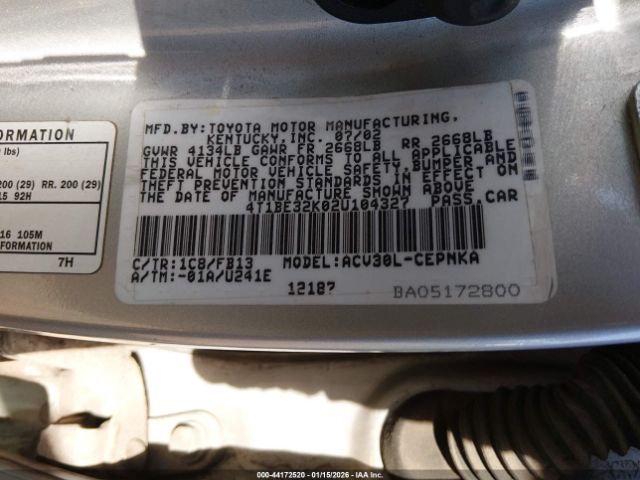 MFD.BY:TOYOTA MOTOR MANUFACTURING,
KENTUCKY, INC. 07/02
GVWR 4134LB GAWR FR 2668LB RR 2668LB
THIS VEHICLE CONFORMS TO ALL APPLICABLE
FEDERAL MOTOR VEHICLE SAFETY, BUMPER AND
THEFT PREVENTION STANDARDS IN EFFECT ON
THE DATE OF MANUFACTURE SHOWN ABOVE
4T1BE32K02U104327 PASS.CAR
C/TR:1C8/FB13 MODEL:ACV30L-CEPNKA
A/TM:-01A/U241E
12187 BA05172800
FORMATION
lbs)
200 (29) RR. 200 (29)
15 92H
16 105M
FORMATION
7H
000-44172520 - 01/15/2026 - IAA Inc.